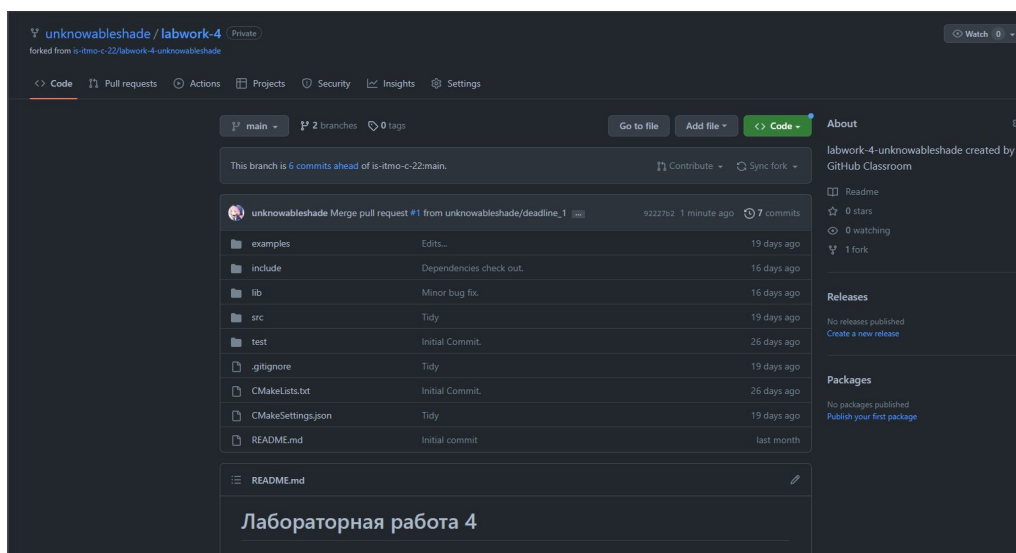 unknowableshade / labwork-4 Private
forked from is-itmo-c-22/labwork-4-unknowableshade
Watch 0
Code Pull requests Actions Projects Security Insights Settings
main 2 branches 0 tags Go to file Add file Code
This branch is 6 commits ahead of is-itmo-c-22:main. Contribute Sync fork
unknowableshade Merge pull request #1 from unknowableshade/deadline_1 ... 92227b2 1 minute ago 7 commits
examples Edits... 19 days ago
include Dependencies check out. 16 days ago
lib Minor bug fix. 16 days ago
src Tidy 19 days ago
test Initial Commit. 26 days ago
.gitignore Tidy 19 days ago
CMakeLists.txt Initial Commit. 26 days ago
CMakeSettings.json Tidy 19 days ago
README.md Initial commit last month
README.md
Лабораторная работа 4
About
labwork-4-unknowableshade created by
GitHub Classroom
Readme
0 stars
0 watching
1 fork
Releases
No releases published
Create a new release
Packages
No packages published
Publish your first package